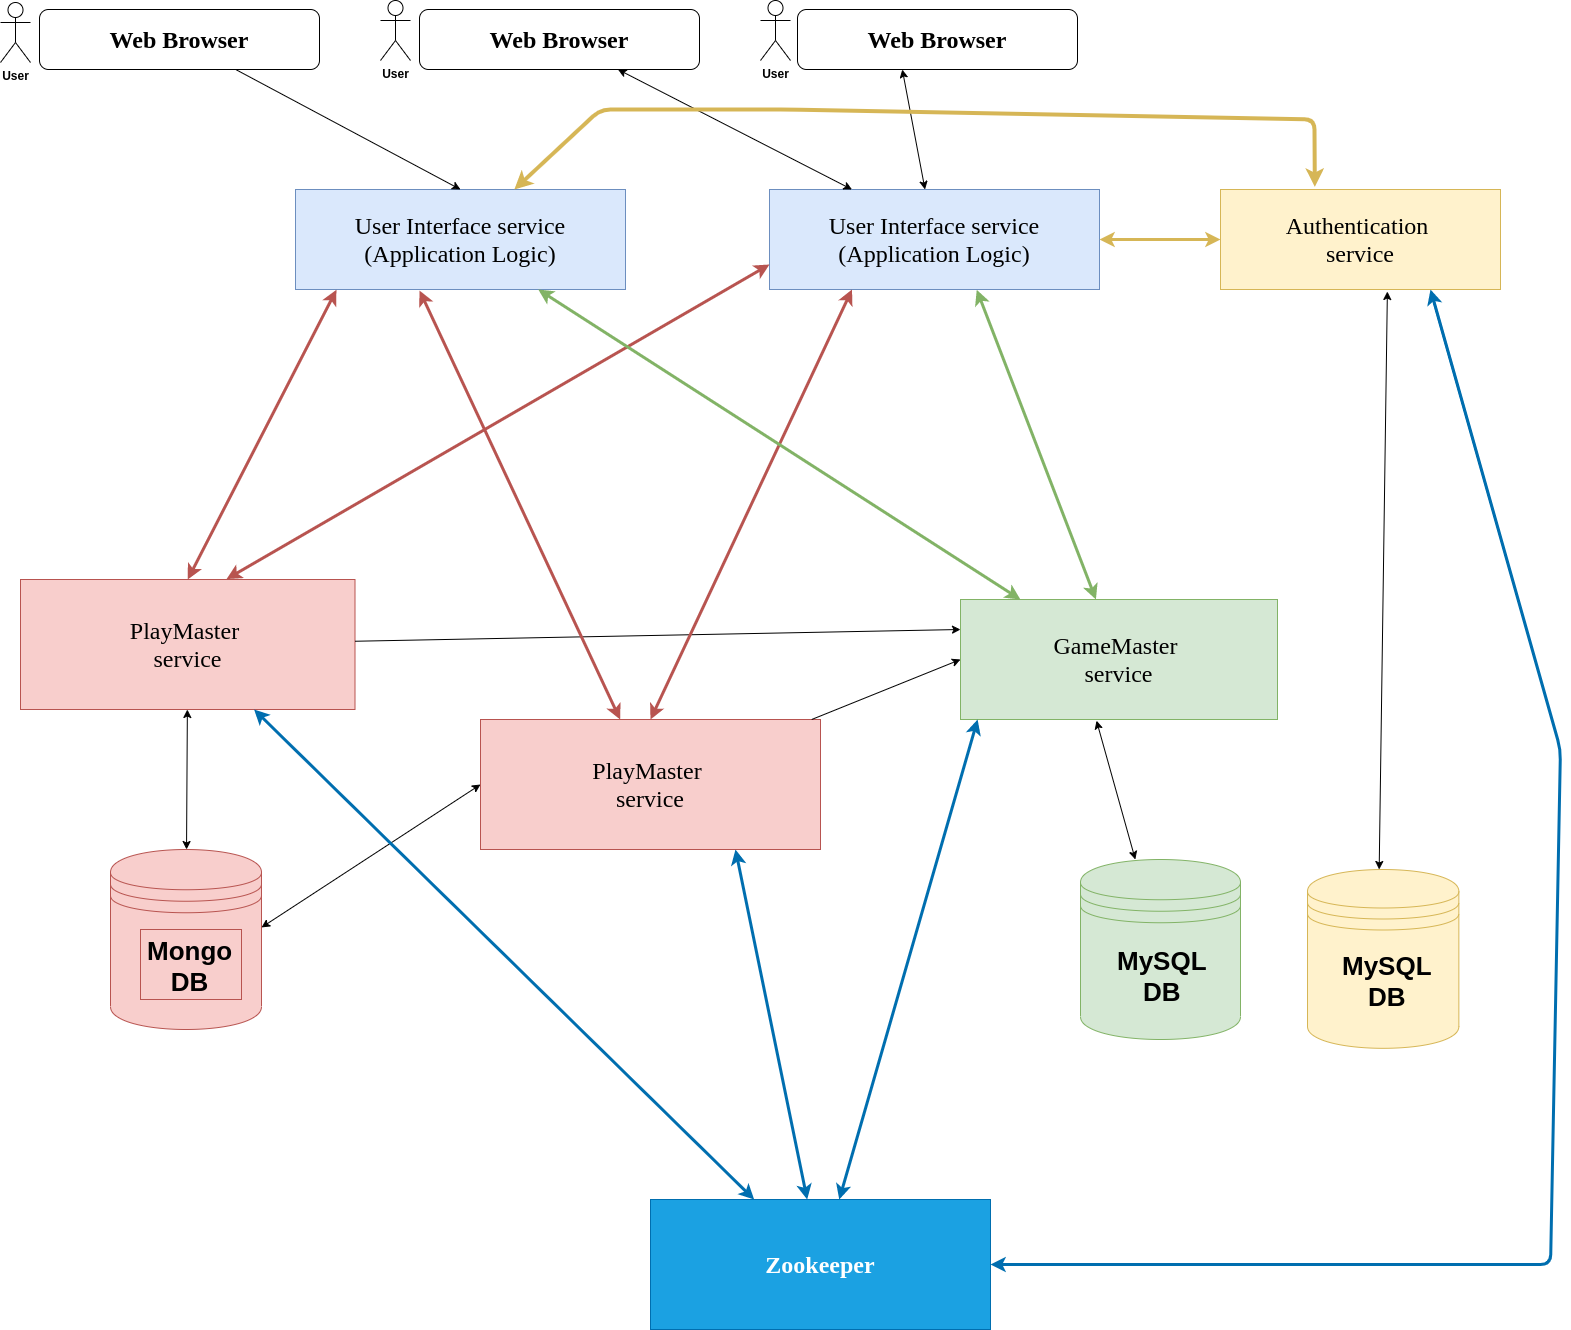 Web Browser
User
Web Browser
User
Web Browser
User
User Interface service
(Application Logic)
User Interface service
(Application Logic)
Authentication
service
PlayMaster
service
GameMaster
service
PlayMaster
service
Mongo
DB
MySQL
DB
MySQL
DB
Zookeeper